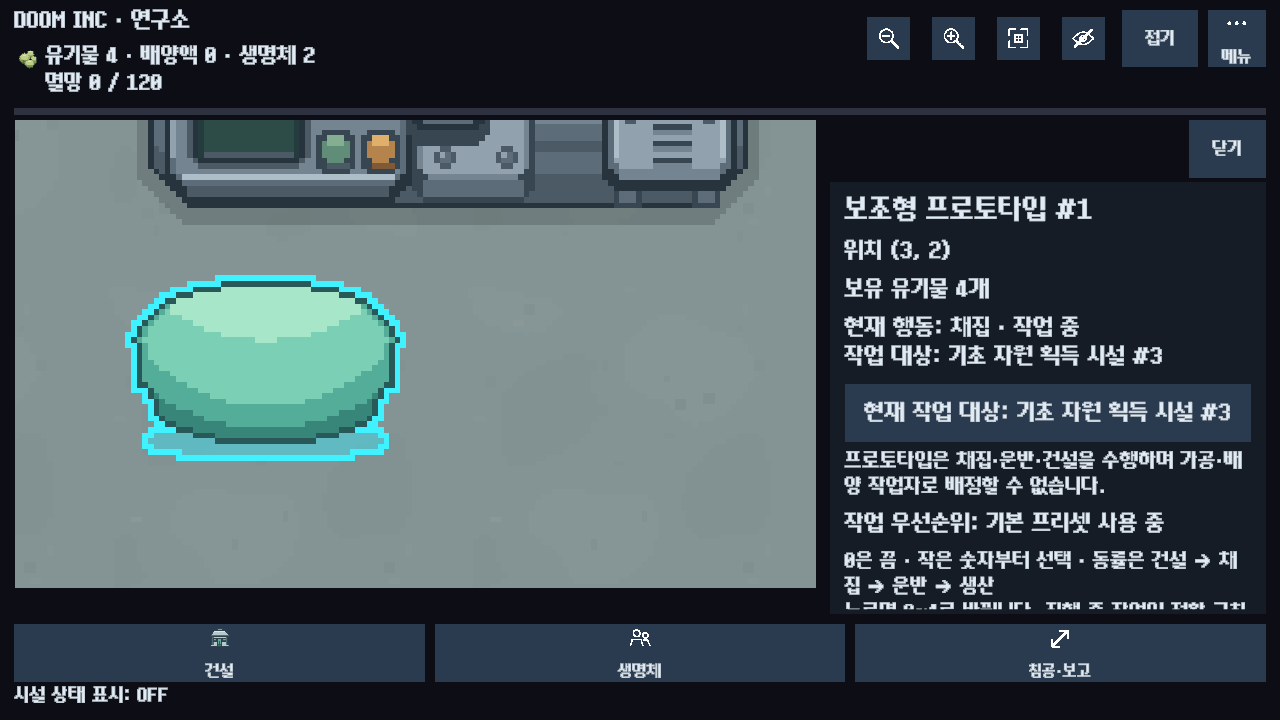 DOOM INC · 연구소
유기물 4 · 배양액 0 · 생명체 2
멸망 0 / 120
접기
메뉴
닫기
보조형 프로토타입 #1
위치 (3, 2)
보유 유기물 4개
현재 행동: 채집 · 작업 중
작업 대상: 기초 자원 획득 시설 #3
현재 작업 대상: 기초 자원 획득 시설 #3
프로토타입은 채집·운반·건설을 수행하며 가공·배
양 작업자로 배정할 수 없습니다.
작업 우선순위: 기본 프리셋 사용 중
0은 끔 · 작은 숫자부터 선택 · 동률은 건설 → 채
집 → 운반 → 생산
건설
생명체
침공·보고
시설 상태 표시: OFF